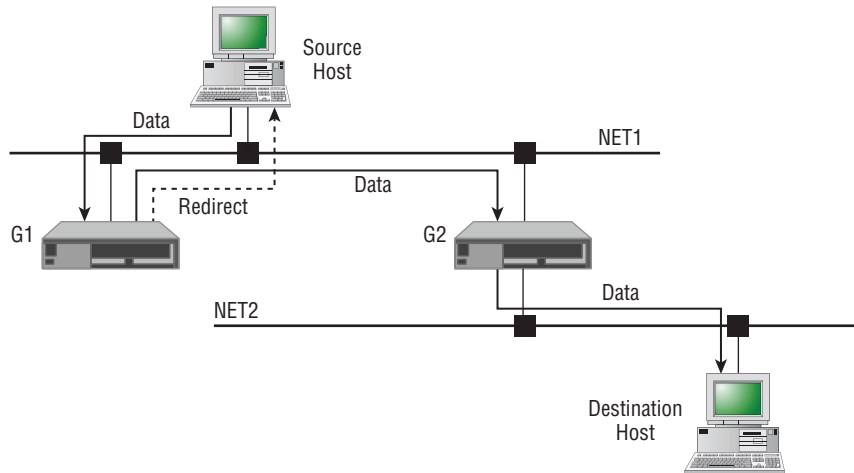 Source
Host
Data
NET1
Data
Redirect
G1
G2
Data
NET2
Destination
Host